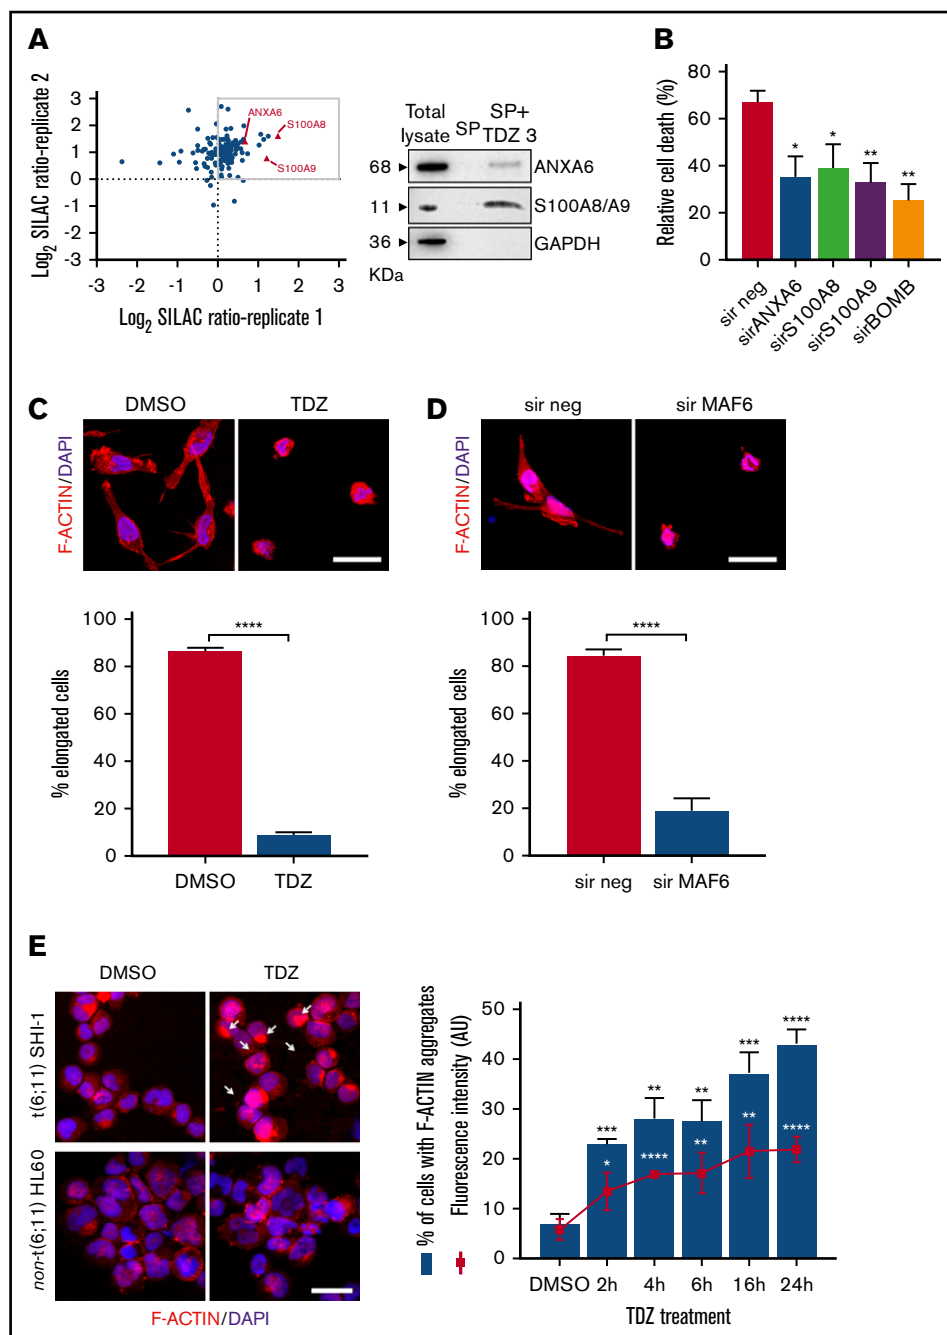 A
Log2 SILAC ratio-replicate 2
3
2
1
0
-1
-2
-3
-3 -2 -1 0 1 2 3
Log2 SILAC ratio-replicate 1
ANXA6
S100A8
S100A9
Total lysate
SP
SP+ TDZ 3
68
ANXA6
11
S100A8/A9
36
GAPDH
KDa
B
Relative cell death (%)
80
60
40
20
0
*
*
**
**
sir neg
sirANXA6
sirS100A8
sirS100A9
sirBOMB
C
DMSO TDZ
F-ACTIN/DAPI
% elongated cells
100
80
60
40
20
0
****
DMSO TDZ
D
sir neg sir MAF6
F-ACTIN/DAPI
% elongated cells
100
80
60
40
20
0
****
sir neg sir MAF6
E
DMSO TDZ
t(6;11) SHI-1
non-t(6;11) HL60
F-ACTIN/DAPI
% of cells with F-ACTIN aggregates
Fluorescence intensity (AU)
50
40
30
20
10
0
***
**
**
***
****
*
****
**
**
****
DMSO 2h 4h 6h 16h 24h
TDZ treatment